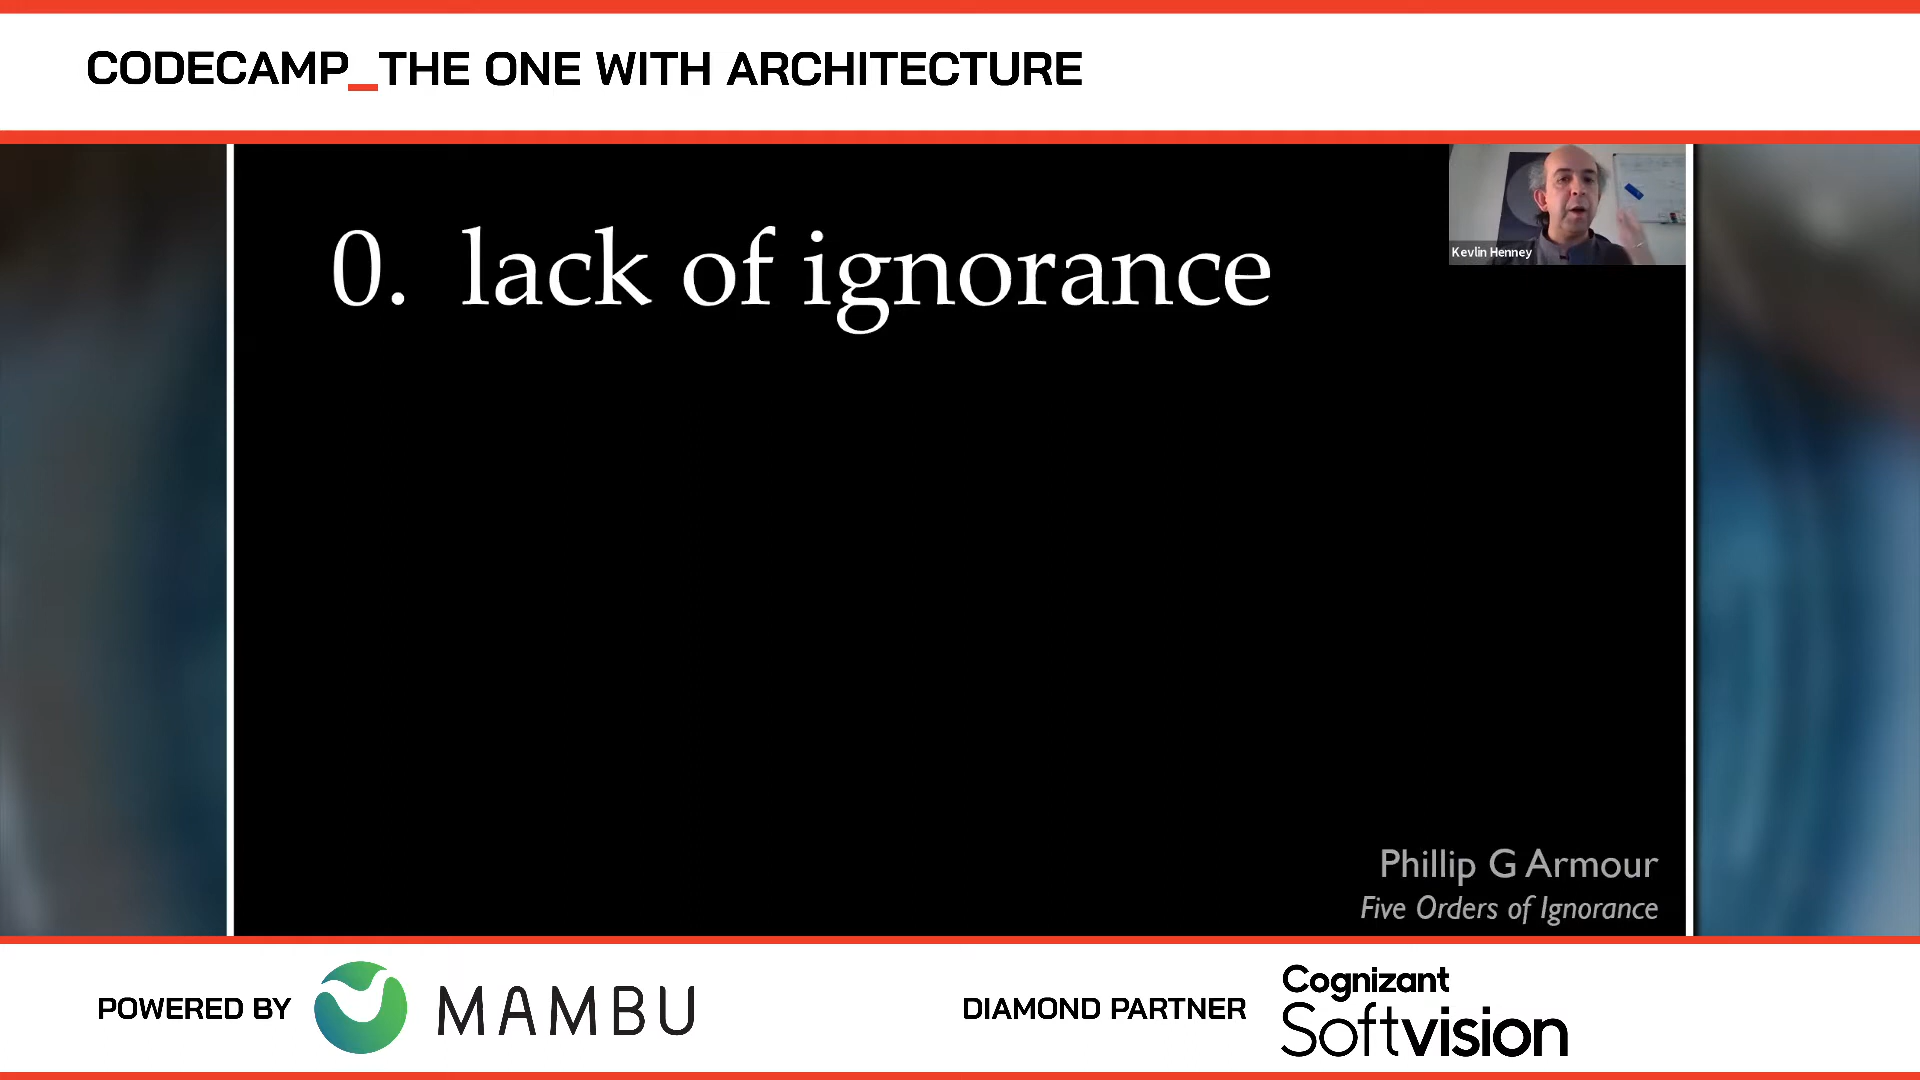 CODECAMP_THE ONE WITH ARCHITECTURE
0. lack of ignorance
Kevlin Henney
Phillip G Armour
Five Orders of Ignorance
POWERED BY
MAMBU
DIAMOND PARTNER
Cognizant
Softvision